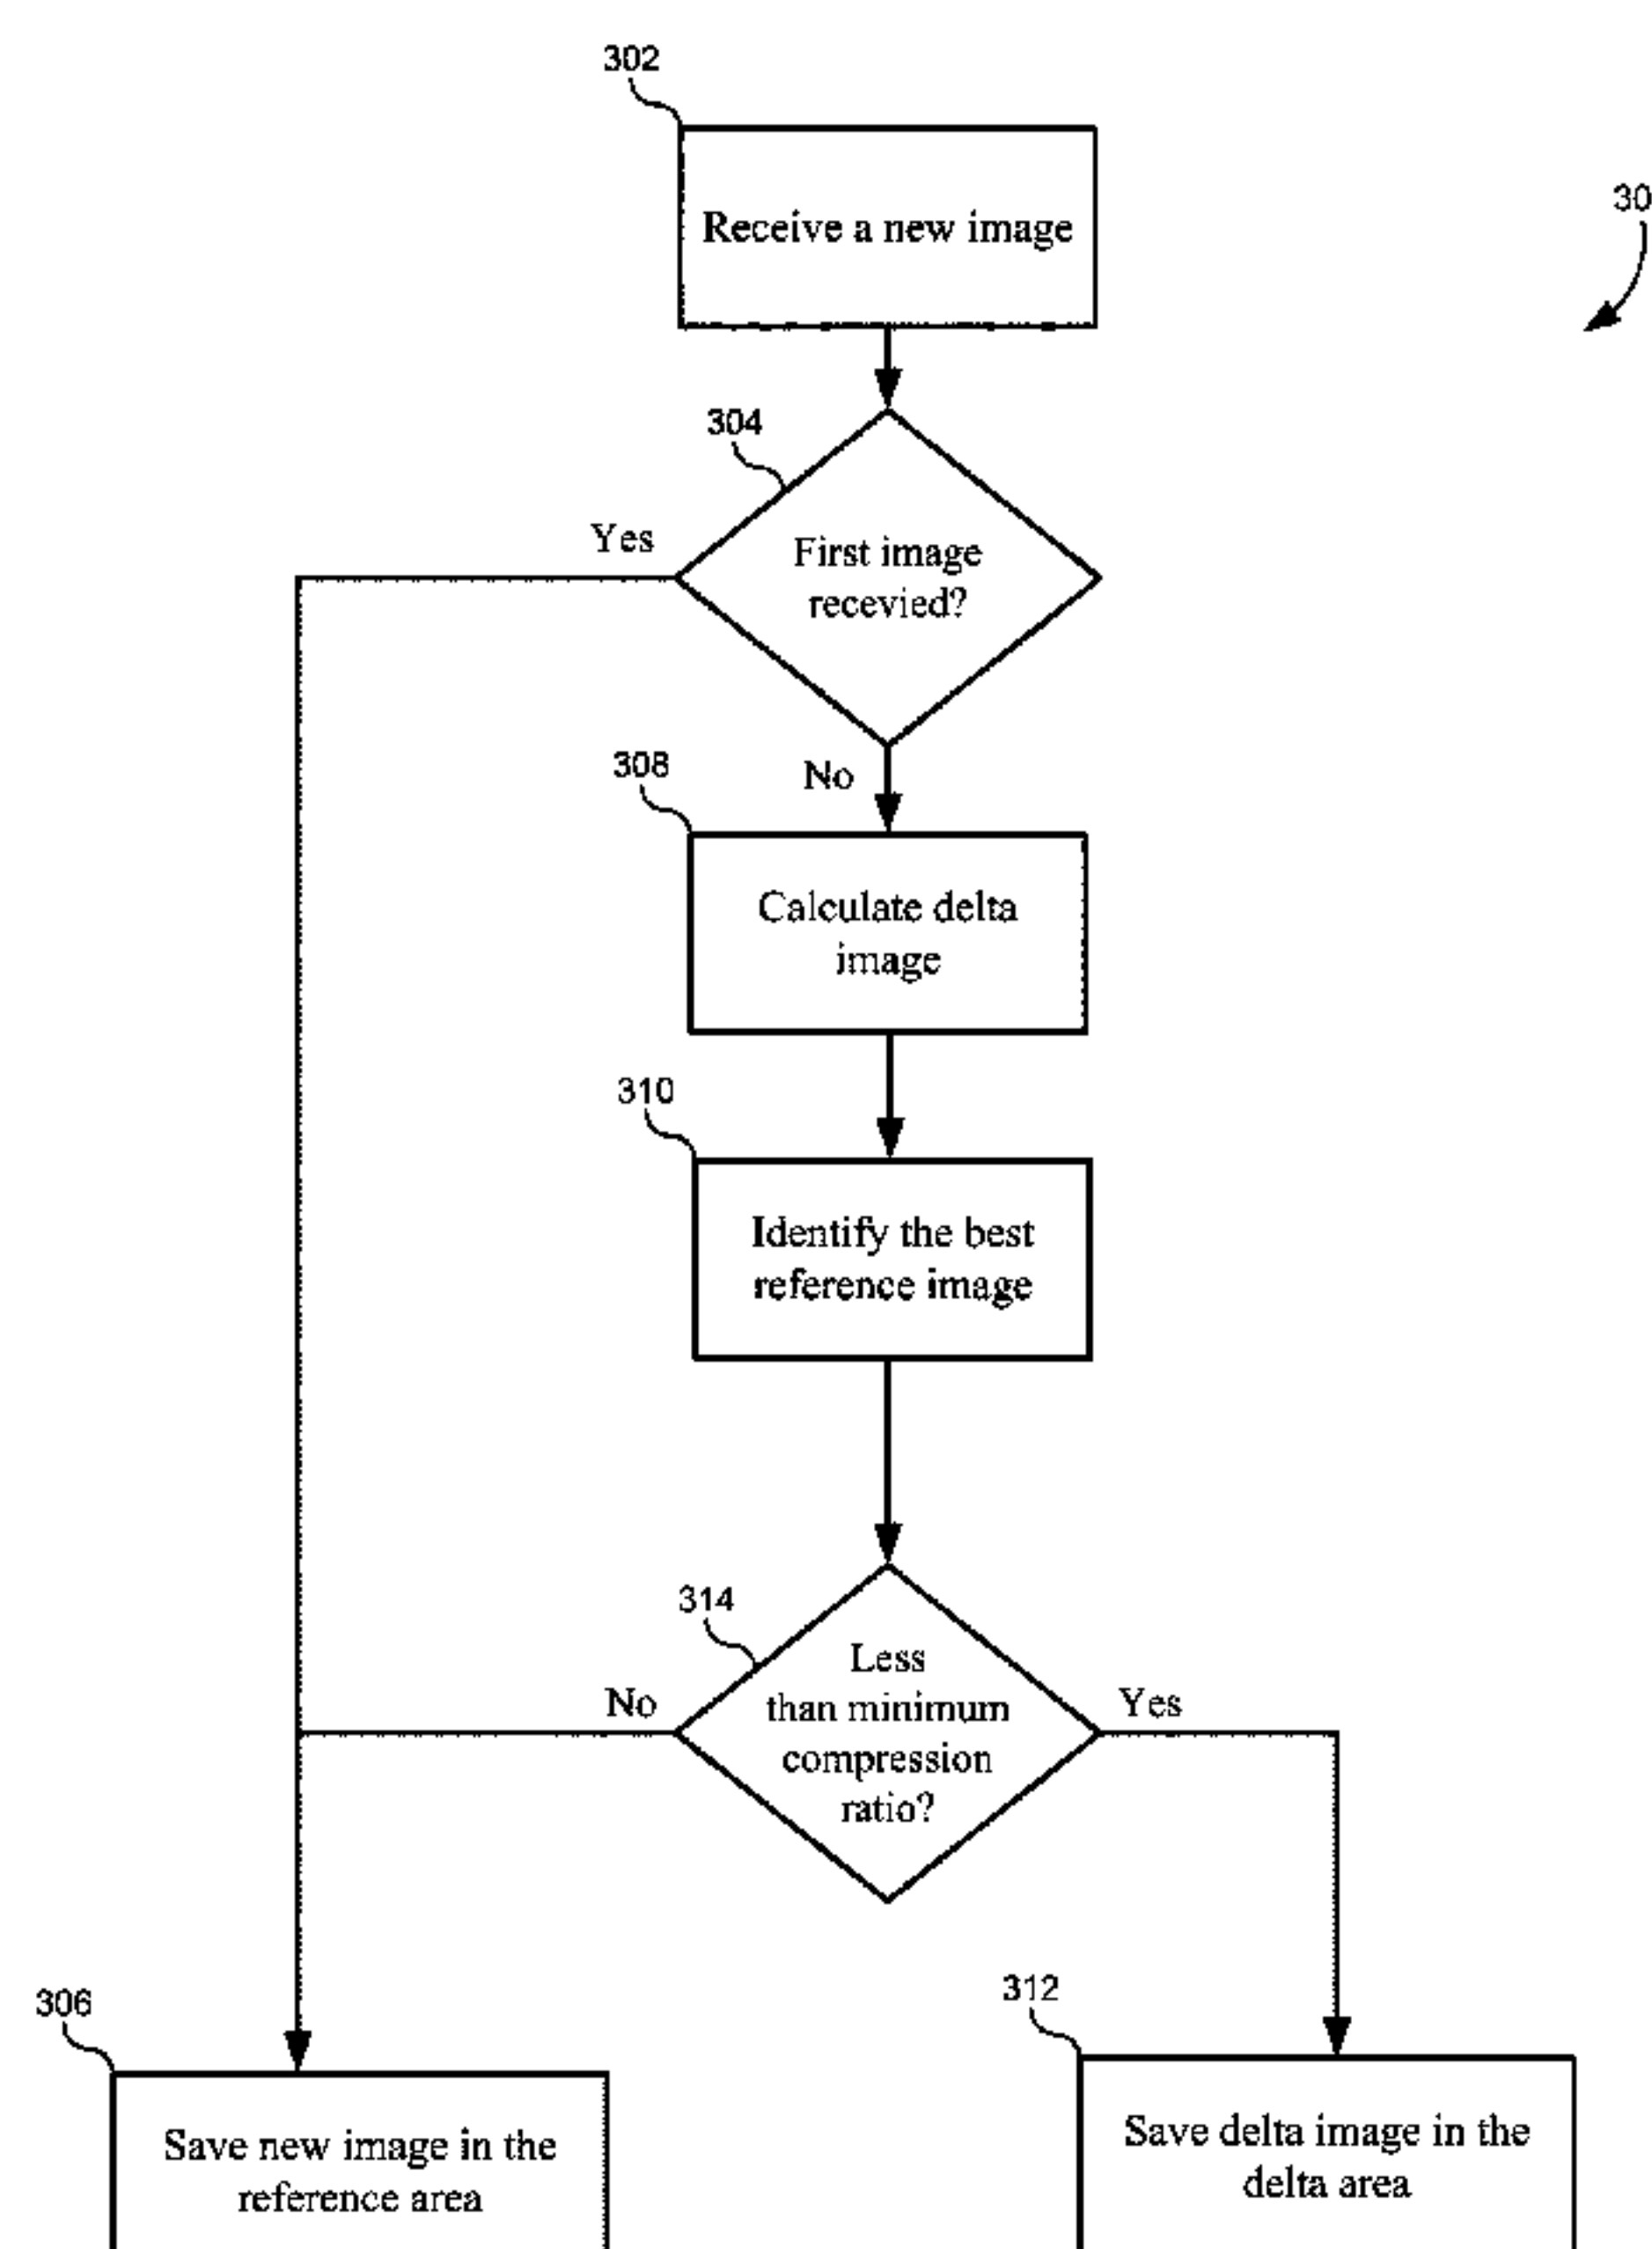 302
Receive a new image
30
304
Yes
First image
recevied?
No
308
Calculate delta
image
310
Identify the best
reference image
314
Less
than minimum
compression
ratio?
No
Yes
306
Save new image in the
reference area
312
Save delta image in the
delta area